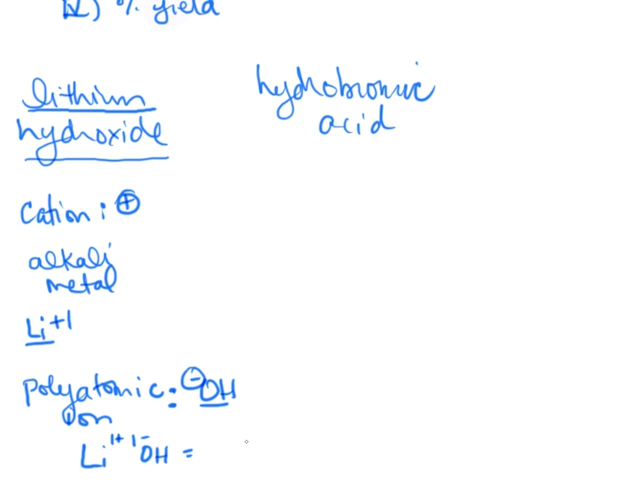 IV) % yield
lithium
hydroxide
hydrobromic
acid
Cation: ⊕
alkali
metal
Li+1
polyatomic: ⊖OH
ion
Li¹⁺ ¹⁻OH =